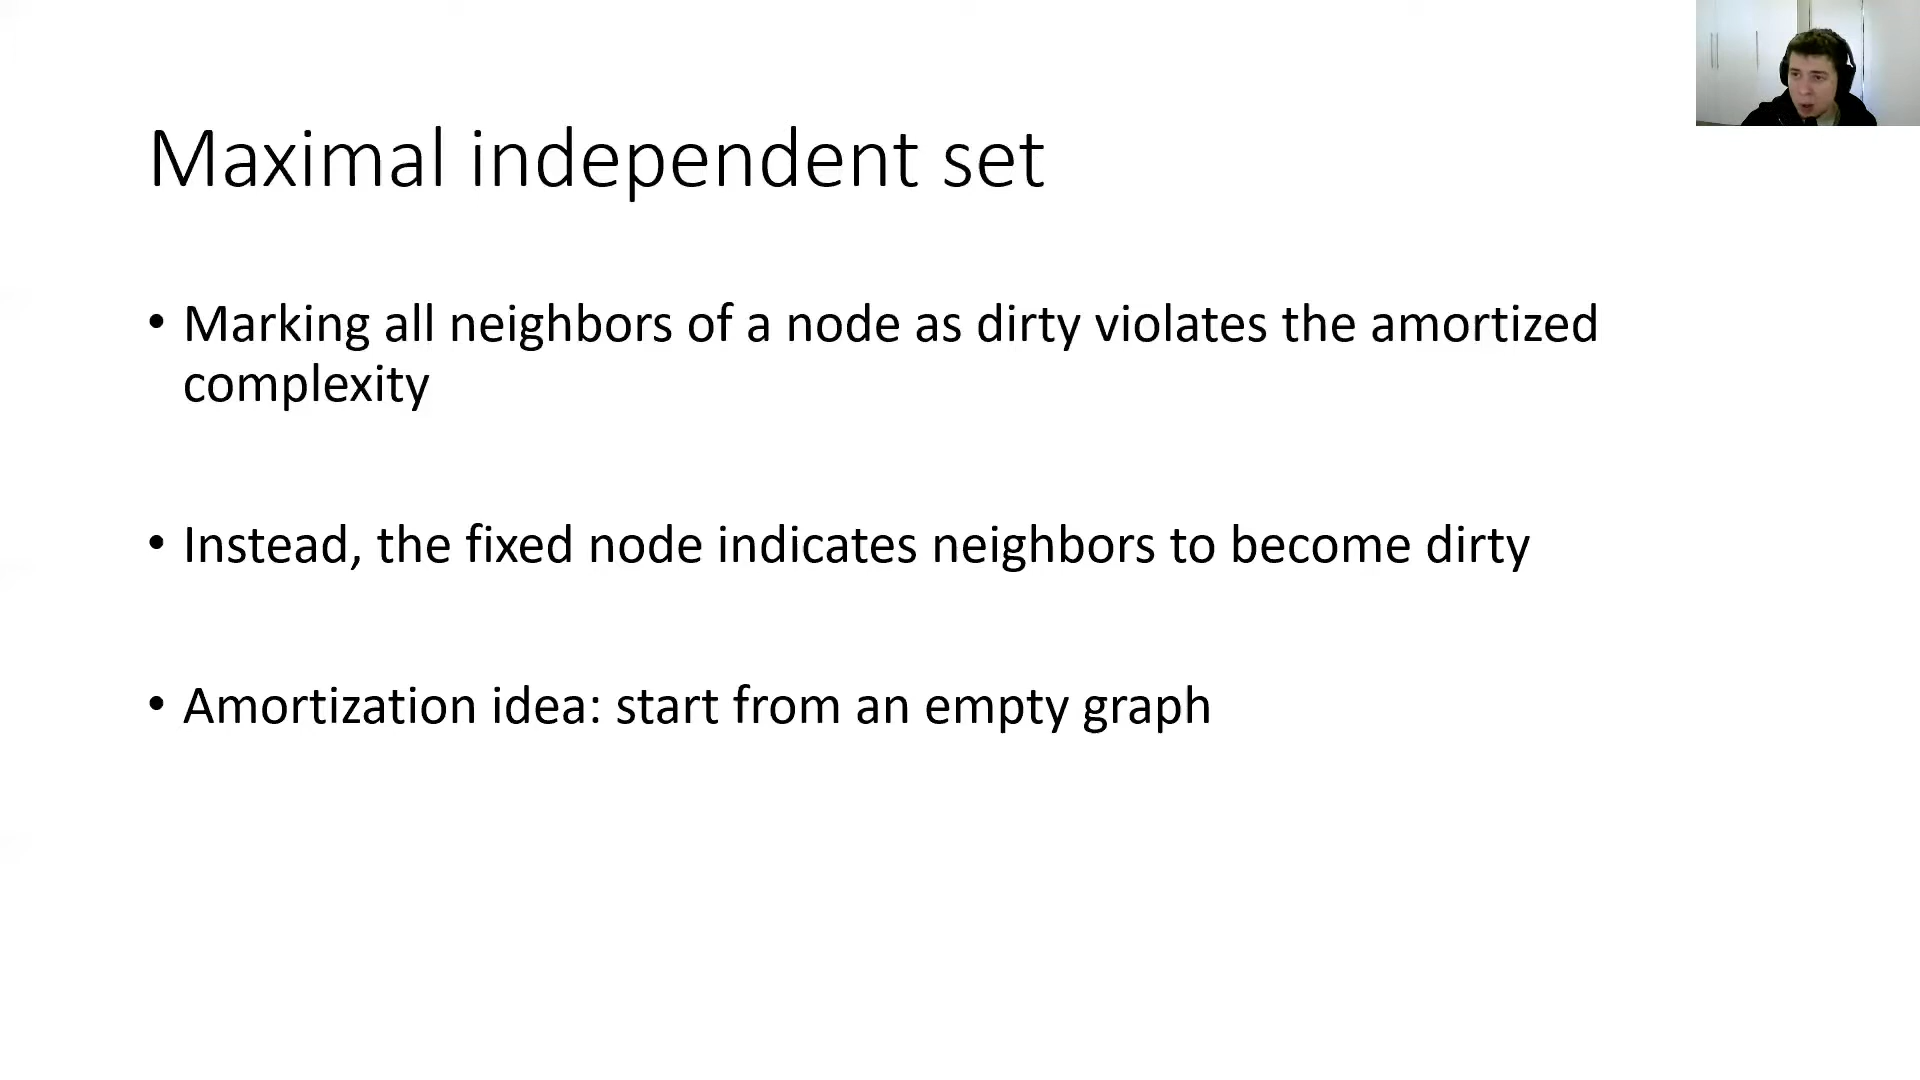 Maximal independent set
• Marking all neighbors of a node as dirty violates the amortized
complexity
• Instead, the fixed node indicates neighbors to become dirty
• Amortization idea: start from an empty graph